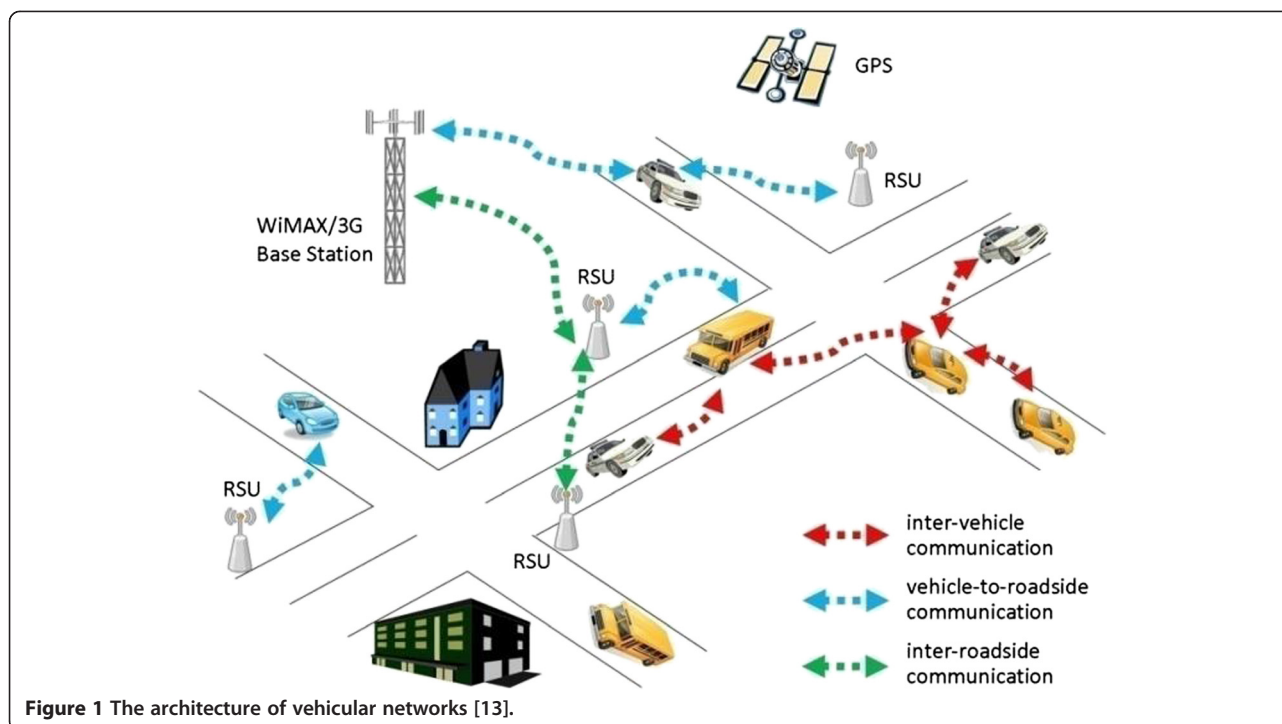 GPS
RSU
WiMAX/3G
Base Station
RSU
RSU
RSU
inter-vehicle
communication
vehicle-to-roadside
communication
inter-roadside
communication
Figure 1 The architecture of vehicular networks [13].